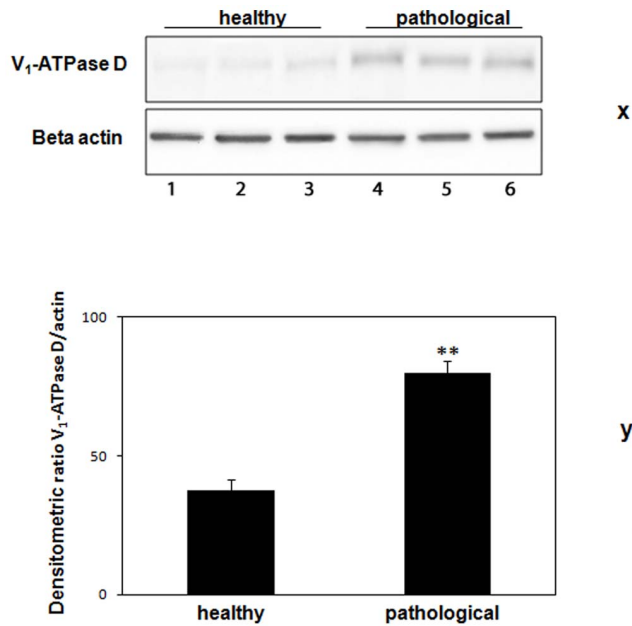 healthy pathological
V₁-ATPase D
x
Beta actin
1 2 3 4 5 6
Densitometric ratio V₁-ATPase D/actin
100
**
y
50
0
healthy pathological